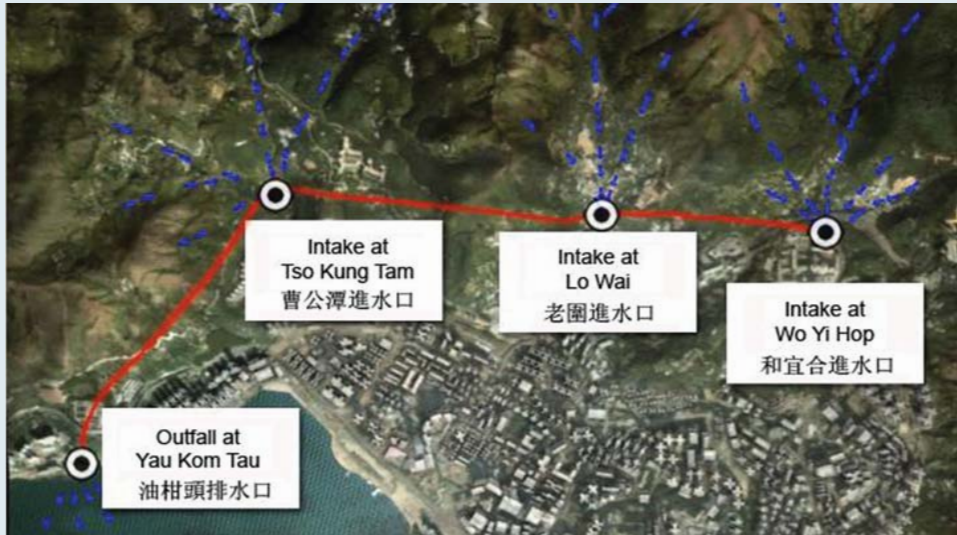 Intake at
Tso Kung Tam
曹公潭進水口
Intake at
Lo Wai
老圍進水口
Intake at
Wo Yi Hop
和宜合進水口
Outfall at
Yau Kom Tau
油柑頭排水口